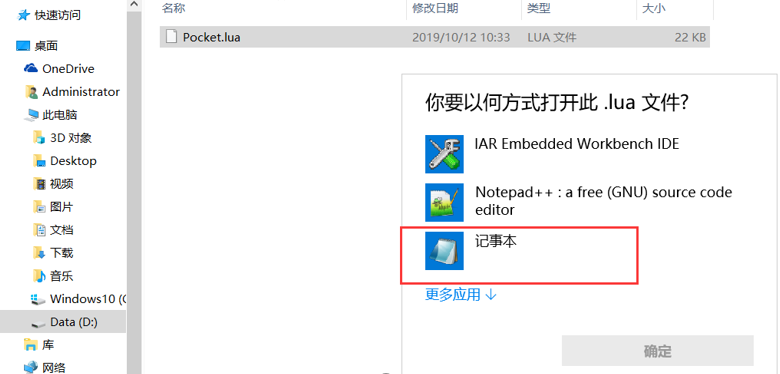 快速访问
桌面
OneDrive
Administrator
此电脑
3D 对象
Desktop
视频
图片
文档
下载
音乐
Windows10 (C
Data (D:)
库
网络
名称 修改日期 类型 大小
Pocket.lua 2019/10/12 10:33 LUA 文件 22 KB
你要以何方式打开此 .lua 文件?
IAR Embedded Workbench IDE
Notepad++ : a free (GNU) source code
editor
记事本
更多应用 ↓
确定